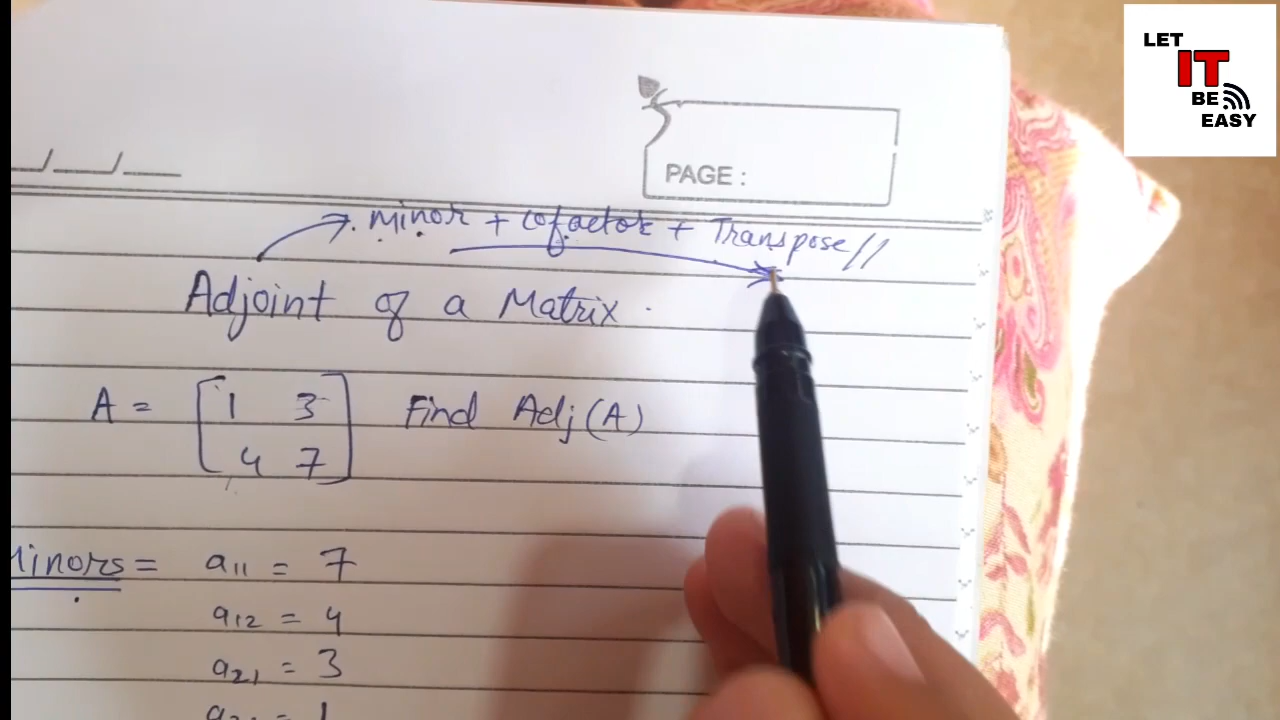 LET
IT
BE
EASY
PAGE :
minor + cofactor + Transpose //
Adjoint of a Matrix .
A = [1 3
4 7] Find Adj(A)
Minors = a11 = 7
a12 = 4
a21 = 3